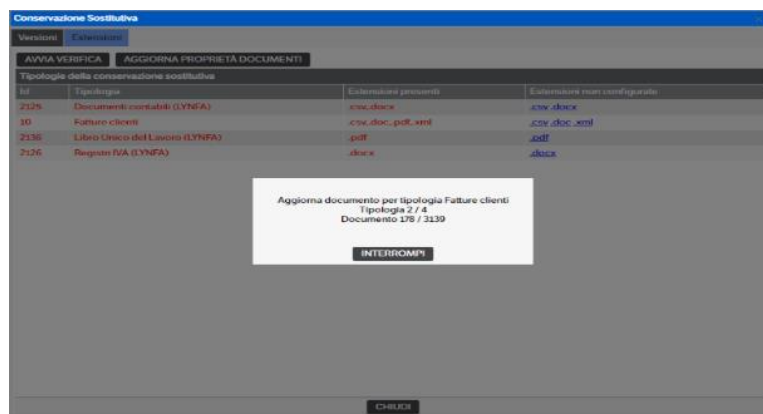 Conservazione Sostitutiva
Versioni Estensioni
AVVIA VERIFICA AGGIORNA PROPRIETÀ DOCUMENTI
Tipologie della conservazione sostitutiva
Id Tipologia Estensioni presenti Estensioni non configurate
2125 Documenti contabili (LYNFA) .csv,.docx .csv .docx
10 Fatture clienti .csv,.doc,.pdf,.xml .csv .doc .xml
2136 Libro Unico del Lavoro (LYNFA) .pdf .pdf
2126 Registri IVA (LYNFA) .docx .docx
Aggiorna documento per tipologia Fatture clienti
Tipologia 2 / 4
Documento 178 / 3139
INTERROMPI
CHIUDI